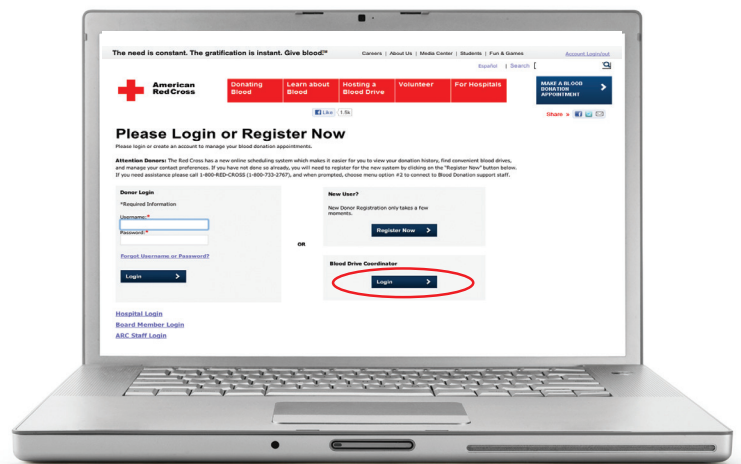 The need is constant. The gratification is instant. Give blood.℠
Careers | About Us | Media Center | Students | Fun & Games
Account Login/out
Español | Search [
American
Red Cross
Donating
Blood
Learn about
Blood
Hosting a
Blood Drive
Volunteer
For Hospitals
MAKE A BLOOD
DONATION
APPOINTMENT
Like 1.6k
Share »
Please Login or Register Now
Please login or create an account to manage your blood donation appointments.
Attention Donors: The Red Cross has a new online scheduling system which makes it easier for you to view your donation history, find convenient blood drives,
and manage your contact preferences. If you have not done so already, you will need to register for the new system by clicking on the "Register Now" button below.
If you need assistance please call 1-800-RED-CROSS (1-800-733-2767), and when prompted, choose menu option #2 to connect to Blood Donation support staff.
Donor Login
*Required Information
Username:*
Password:*
Forgot Username or Password?
Login
OR
New User?
New Donor Registration only takes a few
moments.
Register Now
Blood Drive Coordinator
Login
Hospital Login
Board Member Login
ARC Staff Login